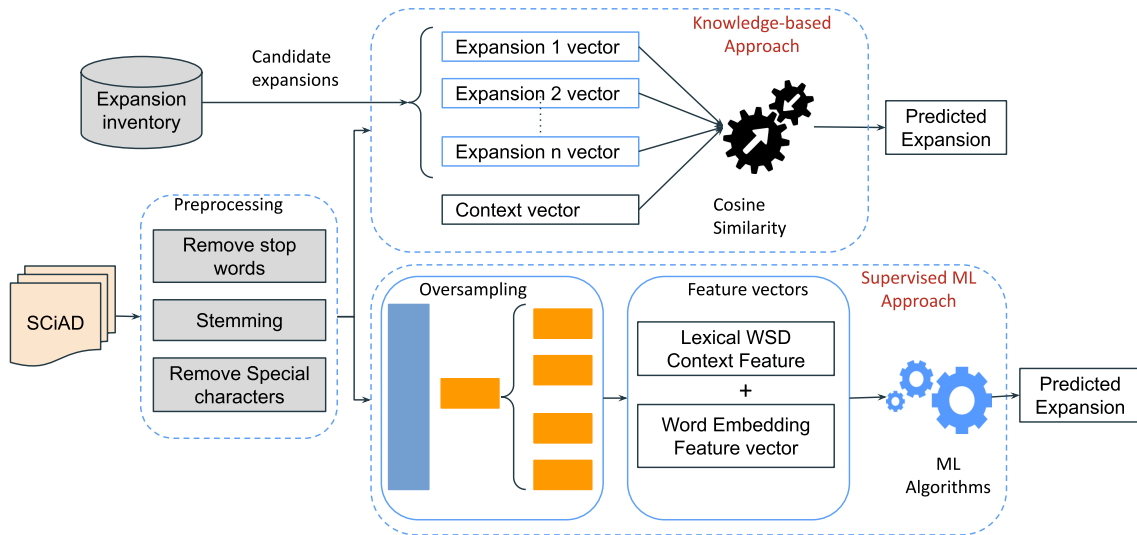 Candidate
expansions
Expansion
inventory
Knowledge-based
Approach
Expansion 1 vector
Expansion 2 vector
Expansion n vector
Context vector
Cosine
Similarity
Predicted
Expansion
SCiAD
Preprocessing
Remove stop
words
Stemming
Remove Special
characters
Supervised ML
Approach
Oversampling
Feature vectors
Lexical WSD
Context Feature
+
Word Embedding
Feature vector
ML
Algorithms
Predicted
Expansion